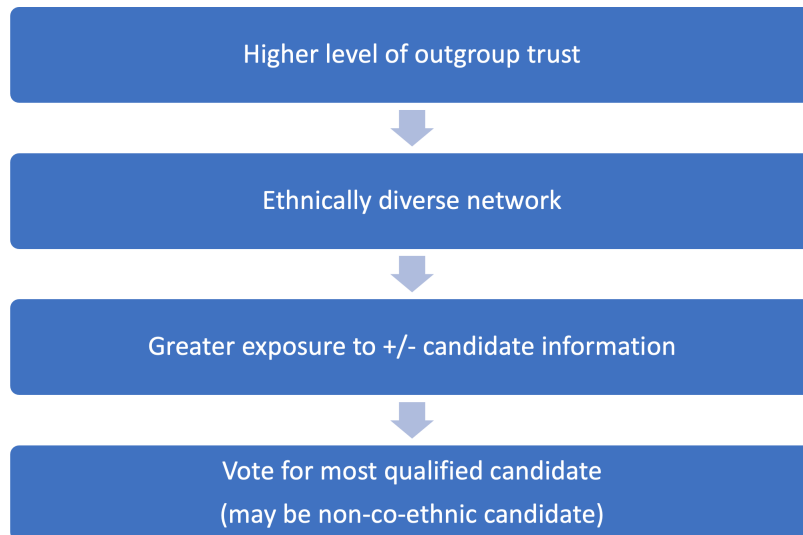 Higher level of outgroup trust
Ethnically diverse network
Greater exposure to +/- candidate information
Vote for most qualified candidate
(may be non-co-ethnic candidate)